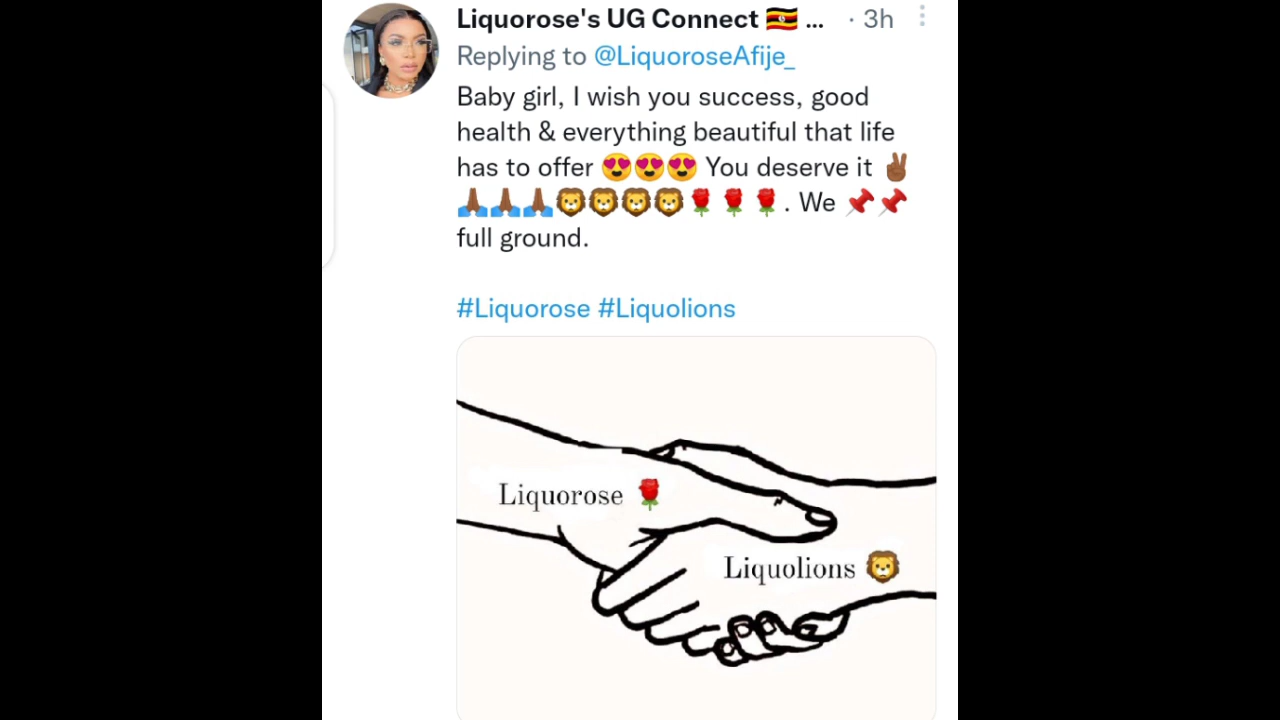 Liquorose's UG Connect 🇺🇬 ... · 3h
Replying to @LiquoroseAfije_
Baby girl, I wish you success, good
health & everything beautiful that life
has to offer 😍😍😍 You deserve it ✌🏾
🙏🏾🙏🏾🙏🏾🦁🦁🦁🦁🌹🌹🌹. We 📌📌
full ground.
#Liquorose #Liquolions
Liquorose 🌹
Liquolions 🦁